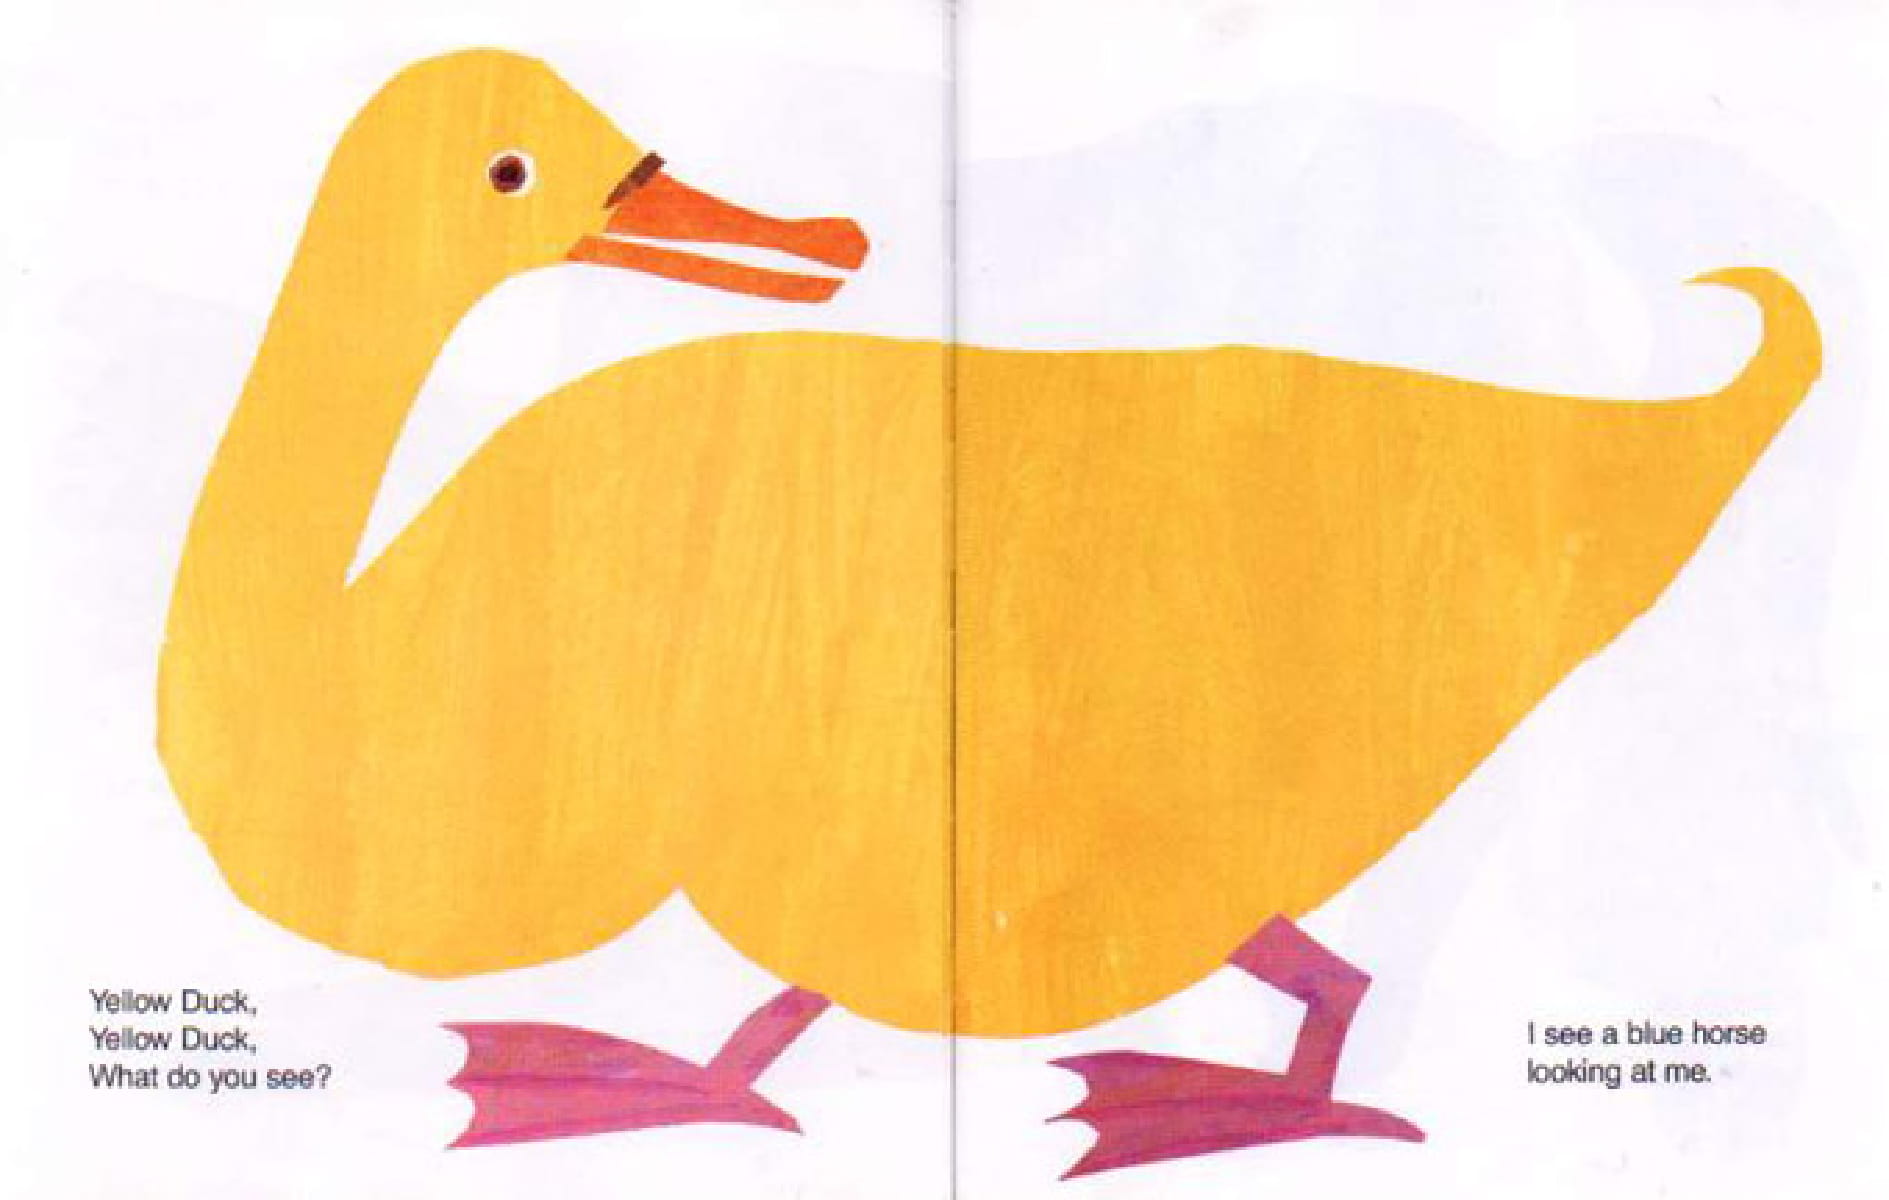 Yellow Duck,
Yellow Duck,
What do you see?
I see a blue horse
looking at me.